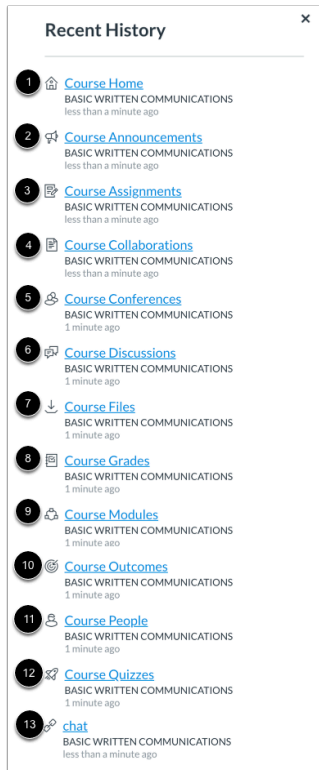 ×
Recent History
1 Course Home
BASIC WRITTEN COMMUNICATIONS
less than a minute ago
2 Course Announcements
BASIC WRITTEN COMMUNICATIONS
less than a minute ago
3 Course Assignments
BASIC WRITTEN COMMUNICATIONS
less than a minute ago
4 Course Collaborations
BASIC WRITTEN COMMUNICATIONS
less than a minute ago
5 Course Conferences
BASIC WRITTEN COMMUNICATIONS
1 minute ago
6 Course Discussions
BASIC WRITTEN COMMUNICATIONS
1 minute ago
7 Course Files
BASIC WRITTEN COMMUNICATIONS
1 minute ago
8 Course Grades
BASIC WRITTEN COMMUNICATIONS
1 minute ago
9 Course Modules
BASIC WRITTEN COMMUNICATIONS
1 minute ago
10 Course Outcomes
BASIC WRITTEN COMMUNICATIONS
1 minute ago
11 Course People
BASIC WRITTEN COMMUNICATIONS
1 minute ago
12 Course Quizzes
BASIC WRITTEN COMMUNICATIONS
1 minute ago
13 chat
BASIC WRITTEN COMMUNICATIONS
less than a minute ago